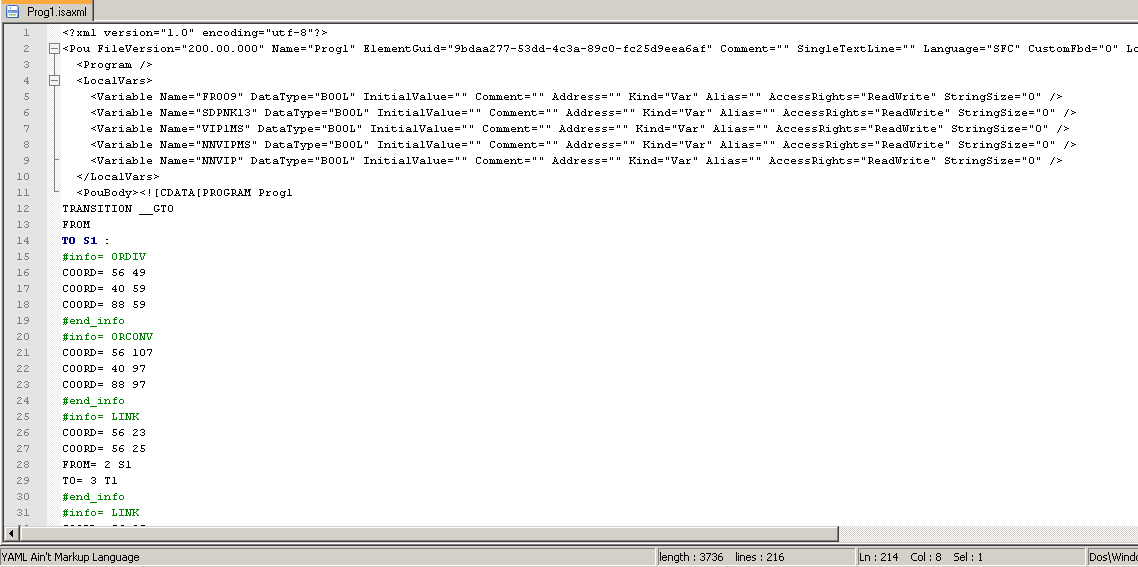 Prog1.isaxml
1 <?xml version="1.0" encoding="utf-8"?>
2 <Pou FileVersion="200.00.000" Name="Prog1" ElementGuid="9bdaa277-53dd-4c3a-89c0-fc25d9eea6af" Comment="" SingleTextLine="" Language="SFC" CustomFbd="0" Lo
3 <Program />
4 <LocalVars>
5 <Variable Name="FR009" DataType="BOOL" InitialValue="" Comment="" Address="" Kind="Var" Alias="" AccessRights="ReadWrite" StringSize="0" />
6 <Variable Name="SDPNK13" DataType="BOOL" InitialValue="" Comment="" Address="" Kind="Var" Alias="" AccessRights="ReadWrite" StringSize="0" />
7 <Variable Name="VIP1MS" DataType="BOOL" InitialValue="" Comment="" Address="" Kind="Var" Alias="" AccessRights="ReadWrite" StringSize="0" />
8 <Variable Name="NNVIPMS" DataType="BOOL" InitialValue="" Comment="" Address="" Kind="Var" Alias="" AccessRights="ReadWrite" StringSize="0" />
9 <Variable Name="NNVIP" DataType="BOOL" InitialValue="" Comment="" Address="" Kind="Var" Alias="" AccessRights="ReadWrite" StringSize="0" />
10 </LocalVars>
11 <PouBody><![CDATA[PROGRAM Prog1
12 TRANSITION __GT0
13 FROM
14 TO S1 :
15 #info= ORDIV
16 COORD= 56 49
17 COORD= 40 59
18 COORD= 88 59
19 #end_info
20 #info= ORCONV
21 COORD= 56 107
22 COORD= 40 97
23 COORD= 88 97
24 #end_info
25 #info= LINK
26 COORD= 56 23
27 COORD= 56 25
28 FROM= 2 S1
29 TO= 3 T1
30 #end_info
31 #info= LINK
YAML Ain't Markup Language length : 3736 lines : 216 Ln : 214 Col : 8 Sel : 1 Dos\Windo